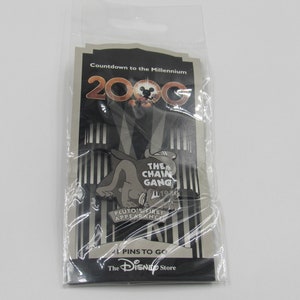 Countdown to the Millennium
2000
THE
CHAIN
GANG
PLUTO'S FIRST
APPEARANCE
PINS TO GO
The Disney Store